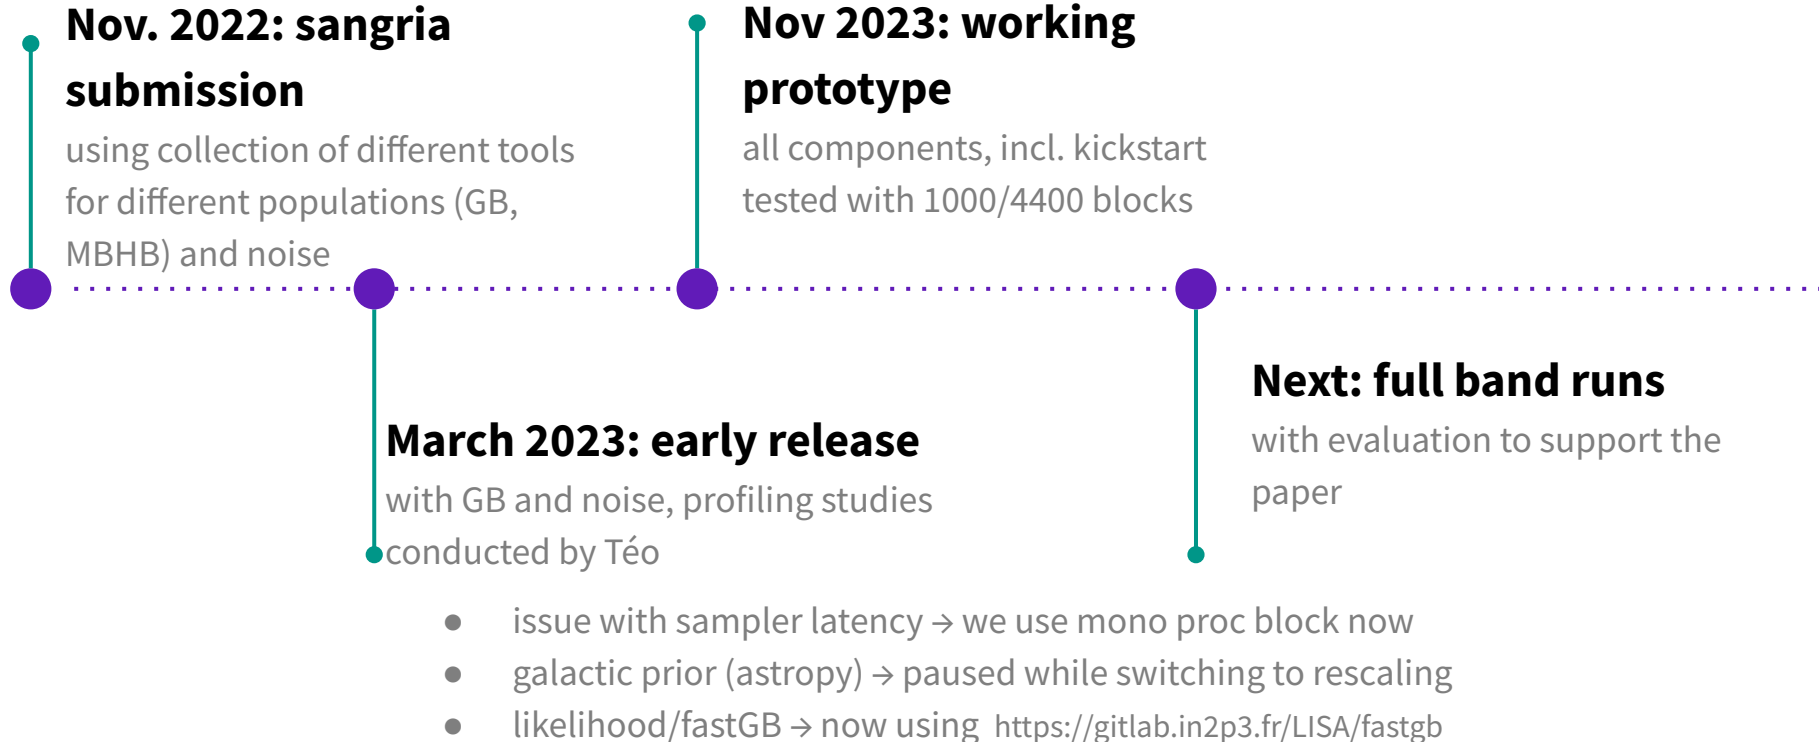 Nov. 2022: sangria
submission
using collection of different tools
for different populations (GB,
MBHB) and noise
Nov 2023: working
prototype
all components, incl. kickstart
tested with 1000/4400 blocks
March 2023: early release
with GB and noise, profiling studies
conducted by Téo
● issue with sampler latency → we use mono proc block now
● galactic prior (astropy) → paused while switching to rescaling
● likelihood/fastGB → now using https://gitlab.in2p3.fr/LISA/fastgb
Next: full band runs
with evaluation to support the
paper